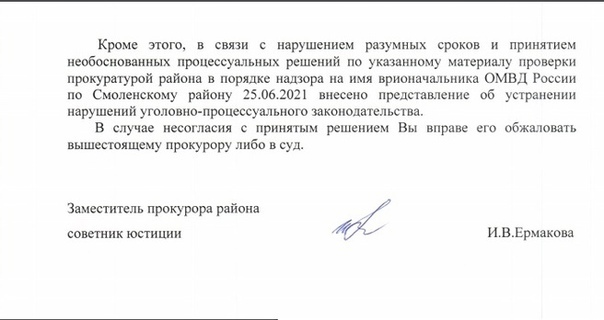 Кроме этого, в связи с нарушением разумных сроков и принятием
необоснованных процессуальных решений по указанному материалу проверки
прокуратурой района в порядке надзора на имя врионачальника ОМВД России
по Смоленскому району 25.06.2021 внесено представление об устранении
нарушений уголовно-процессуального законодательства.
В случае несогласия с принятым решением Вы вправе его обжаловать
вышестоящему прокурору либо в суд.
Заместитель прокурора района
советник юстиции И.В.Ермакова